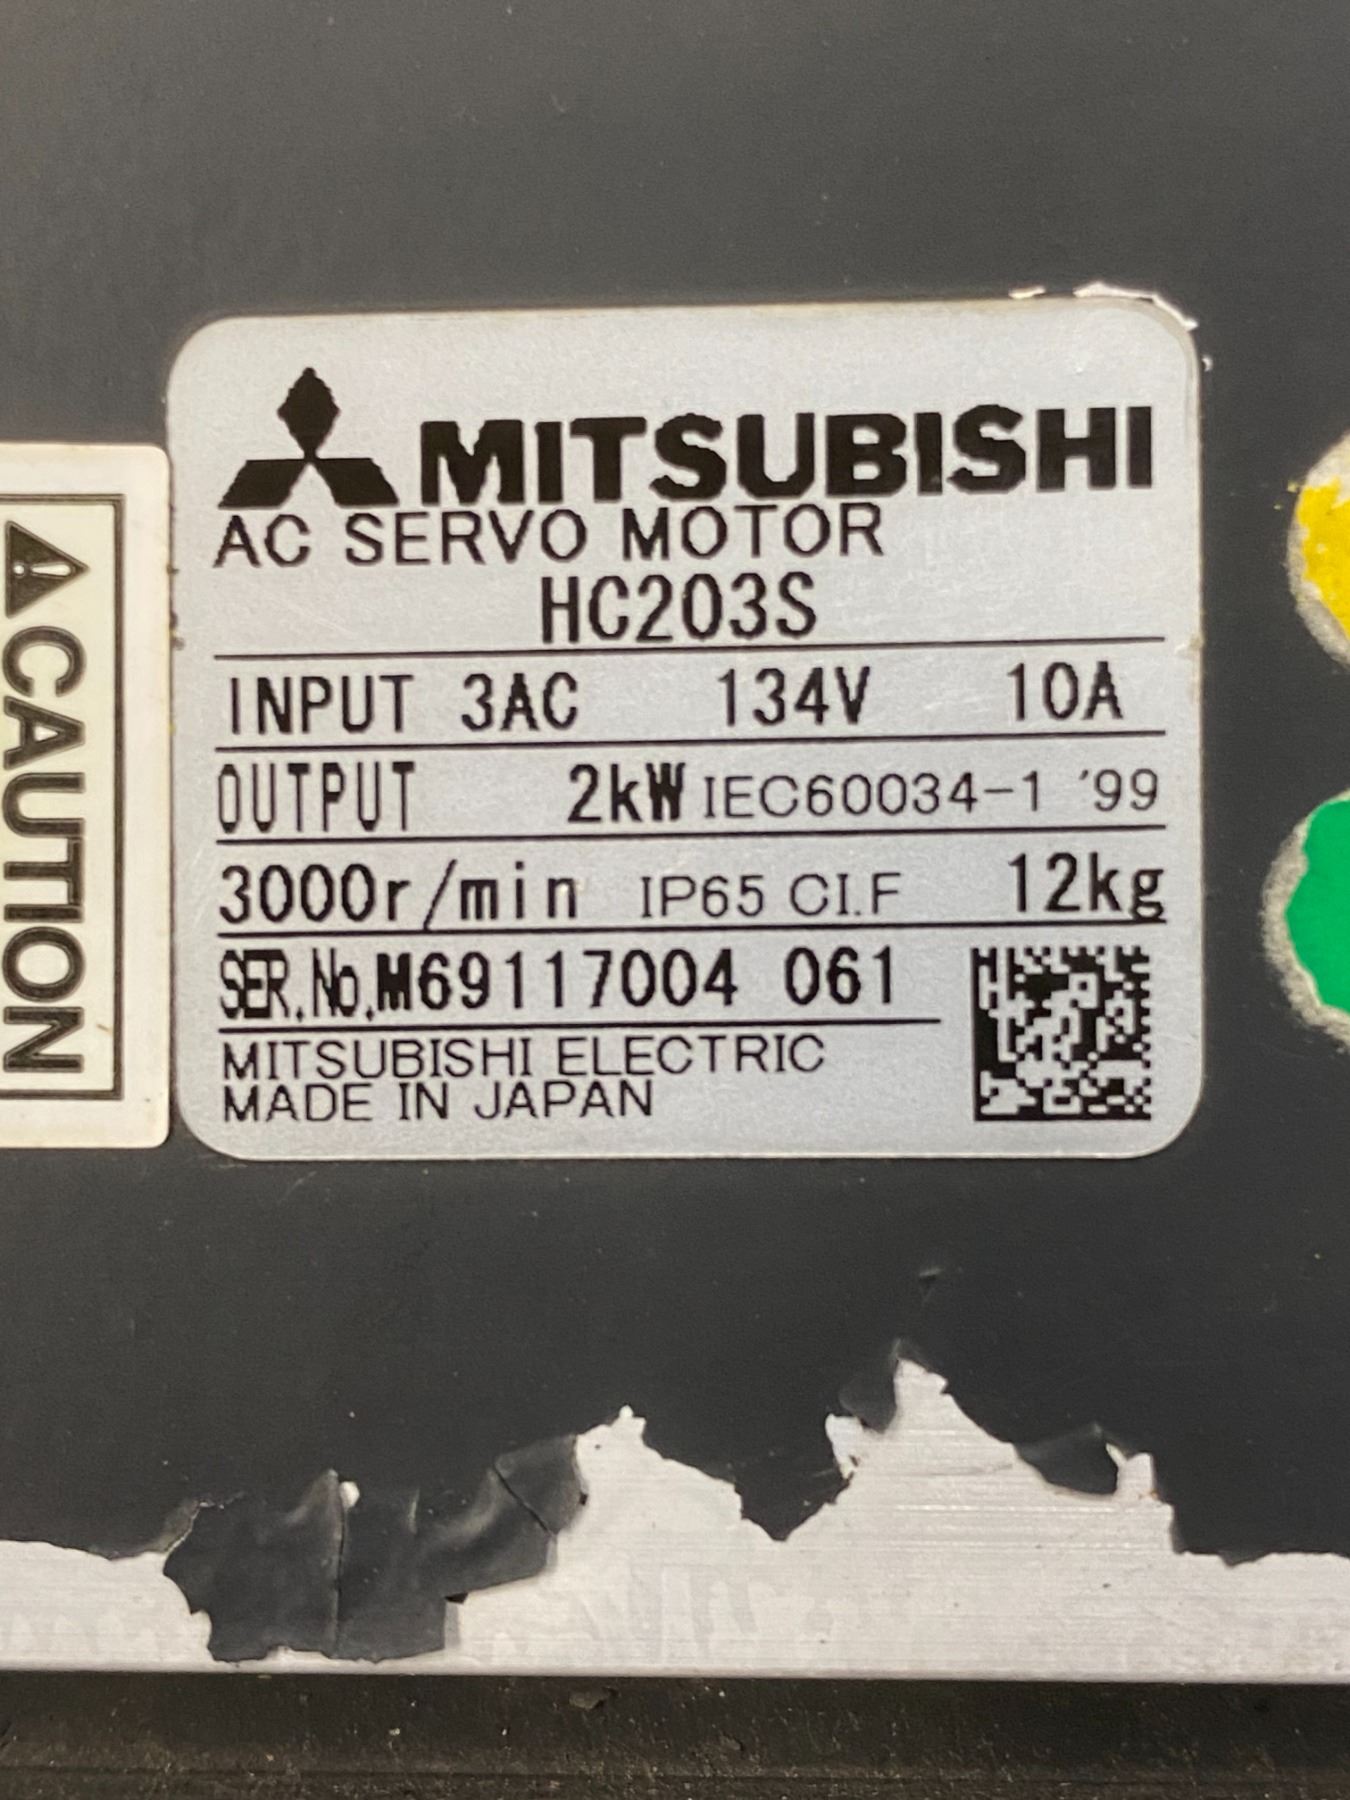 MITSUBISHI
AC SERVO MOTOR
HC203S
INPUT 3AC 134V 10A
OUTPUT 2kW IEC60034-1 '99
3000r/min IP65 CI.F 12kg
SER.No.M69117004 061
MITSUBISHI ELECTRIC
MADE IN JAPAN
CAUTION